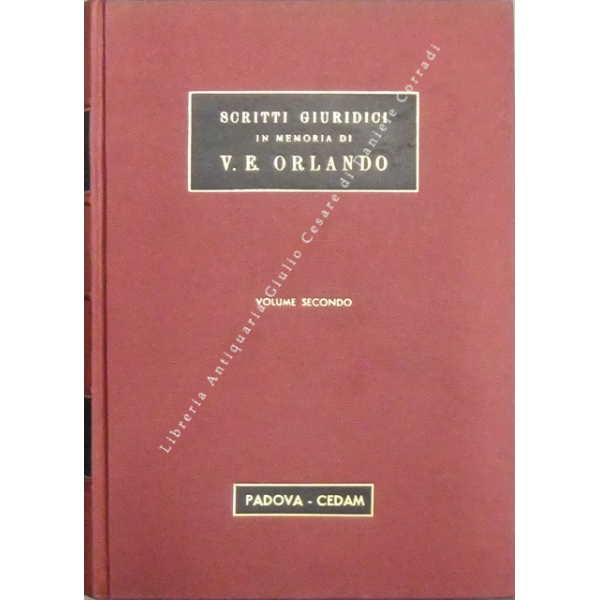 SCRITTI GIURIDICI
IN MEMORIA DI
V. E. ORLANDO
VOLUME SECONDO
PADOVA - CEDAM
Libreria Antiquaria Giulio Cesare di Daniele Corradi